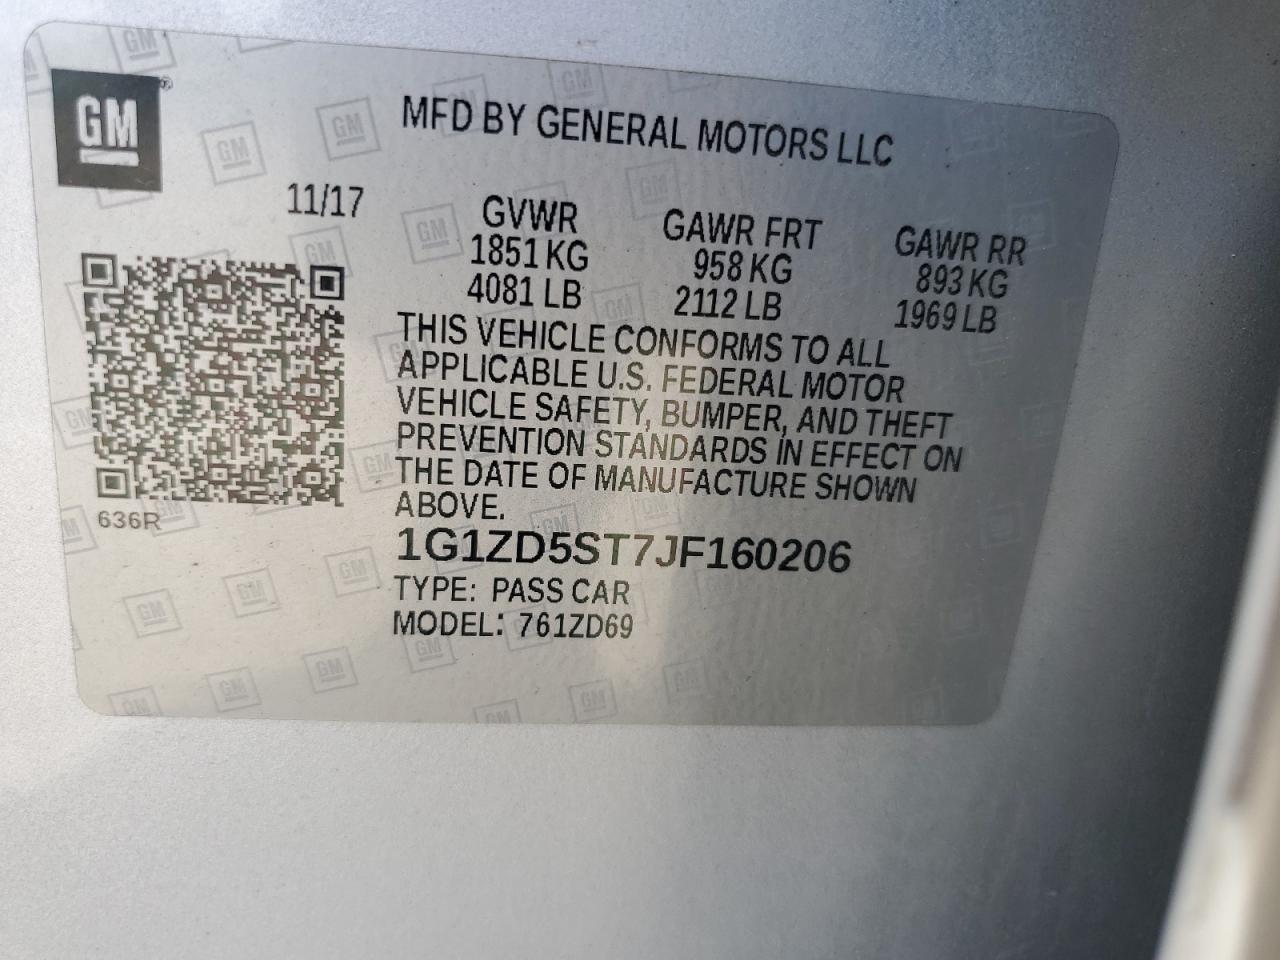 GM ®
MFD BY GENERAL MOTORS LLC
11/17
GVWR GAWR FRT GAWR RR
1851 KG 958 KG 893 KG
4081 LB 2112 LB 1969 LB
THIS VEHICLE CONFORMS TO ALL
APPLICABLE U.S. FEDERAL MOTOR
VEHICLE SAFETY, BUMPER, AND THEFT
PREVENTION STANDARDS IN EFFECT ON
THE DATE OF MANUFACTURE SHOWN
ABOVE.
636R
1G1ZD5ST7JF160206
TYPE: PASS CAR
MODEL: 761ZD69